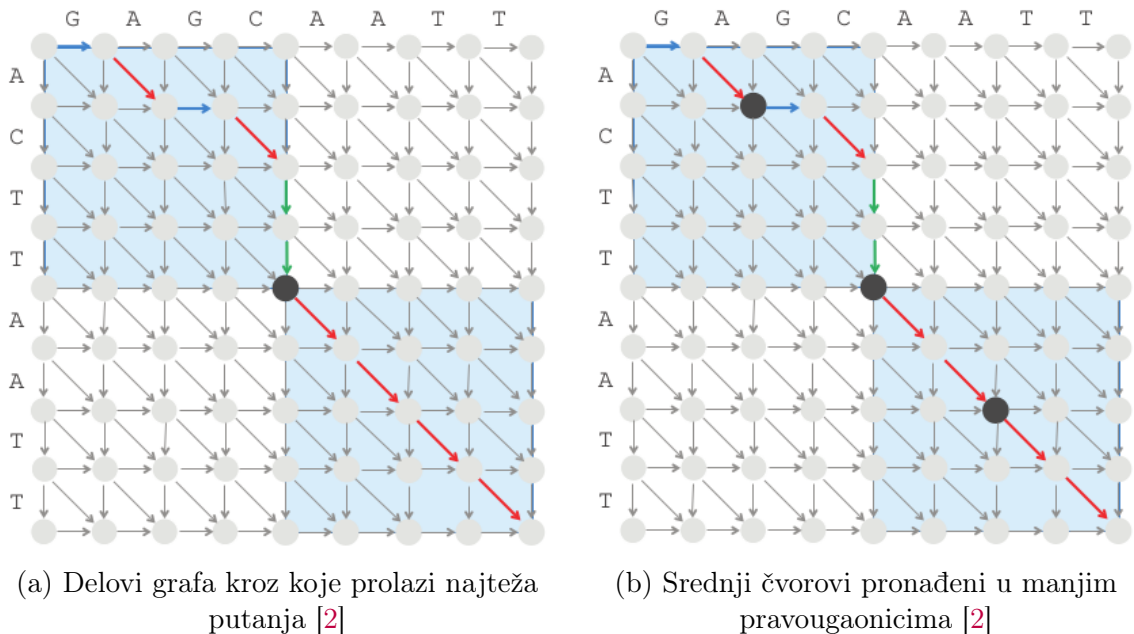 G A G C A A T T
A
C
T
T
A
A
T
T
(a) Delovi grafa kroz koje prolazi najteža
putanja [2]
G A G C A A T T
A
C
T
T
A
A
T
T
(b) Srednji čvorovi pronađeni u manjim
pravougaonicima [2]